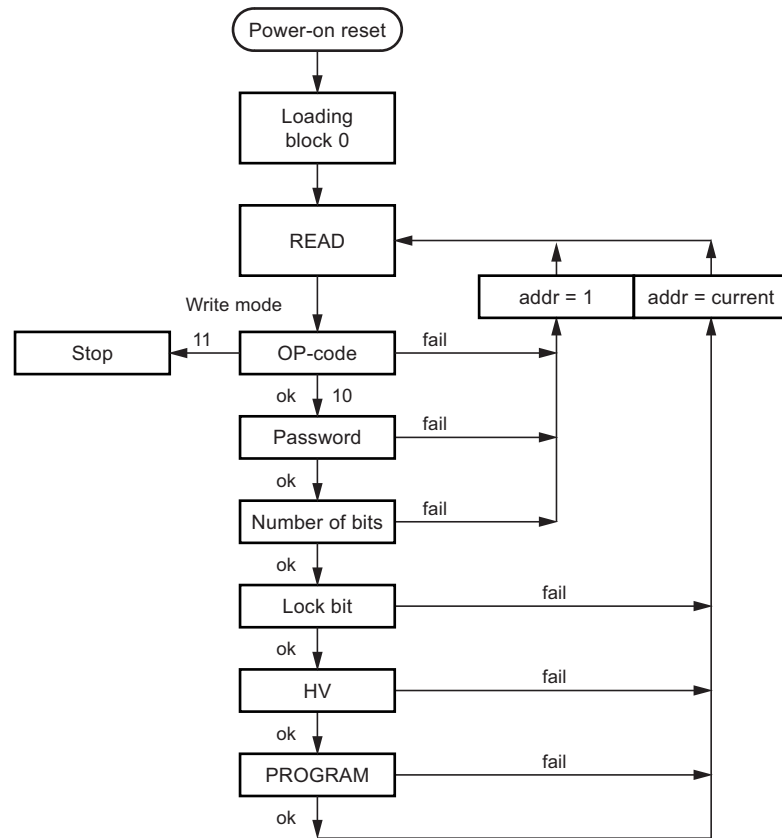 Power-on reset
Loading
block 0
READ
addr = 1
addr = current
Write mode
Stop
11
OP-code
fail
ok
10
Password
fail
ok
Number of bits
fail
ok
Lock bit
fail
ok
HV
fail
ok
PROGRAM
fail
ok